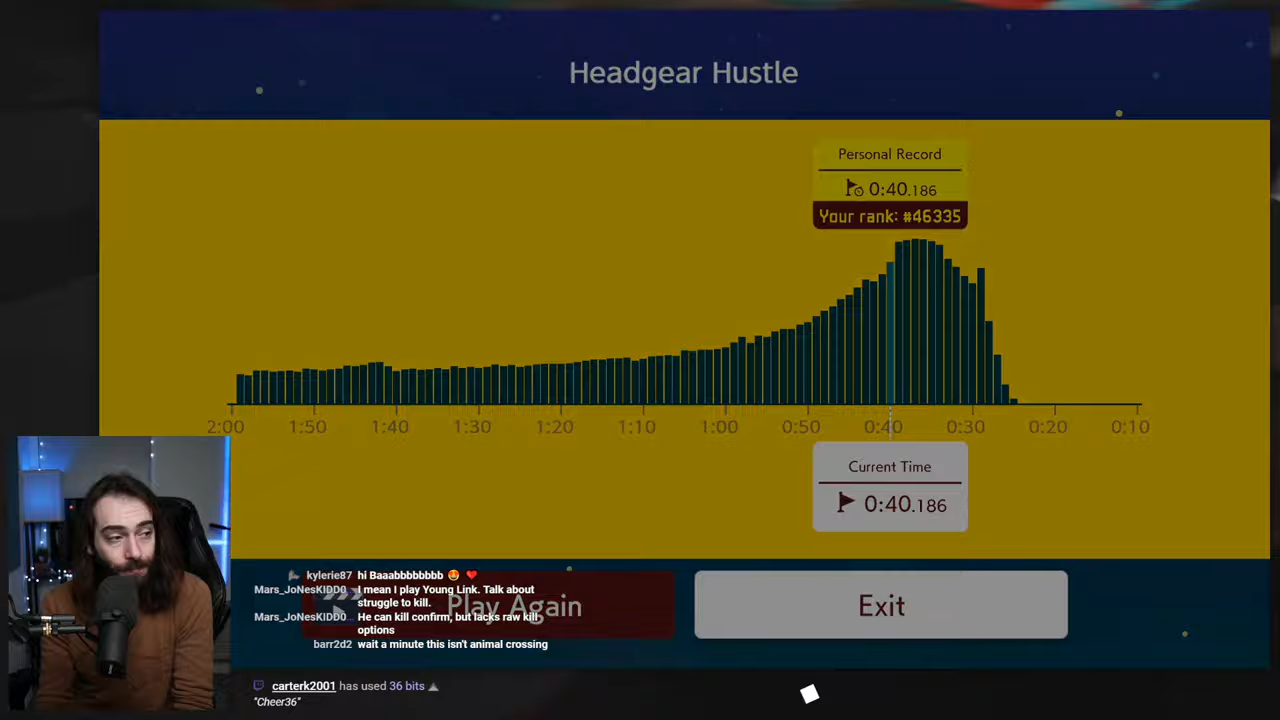 Headgear Hustle
Personal Record
0:40.186
Your rank: #46335
2:00 1:50 1:40 1:30 1:20 1:10 1:00 0:50 0:40 0:30 0:20 0:10
Current Time
0:40.186
Play Again
Exit
kylerie87 hi Baaabbbbbbbb
Mars_JoNesKIDD0 I mean I play Young Link. Talk about
struggle to kill.
Mars_JoNesKIDD0 He can kill confirm, but lacks raw kill
options
barr2d2 wait a minute this isn't animal crossing
carterk2001 has used 36 bits
"Cheer36"